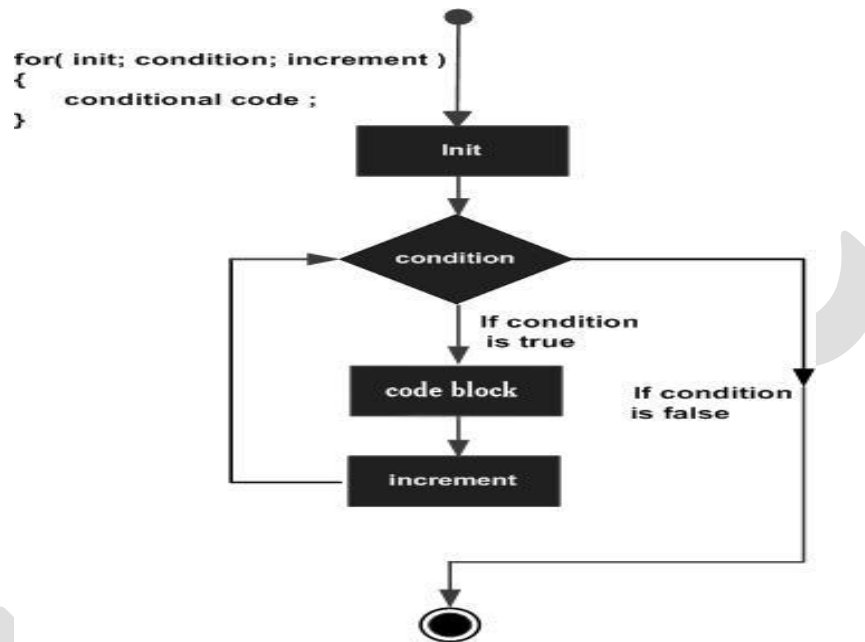 for( init; condition; increment )
{
conditional code ;
}
Init
condition
If condition
is true
code block
If condition
is false
increment